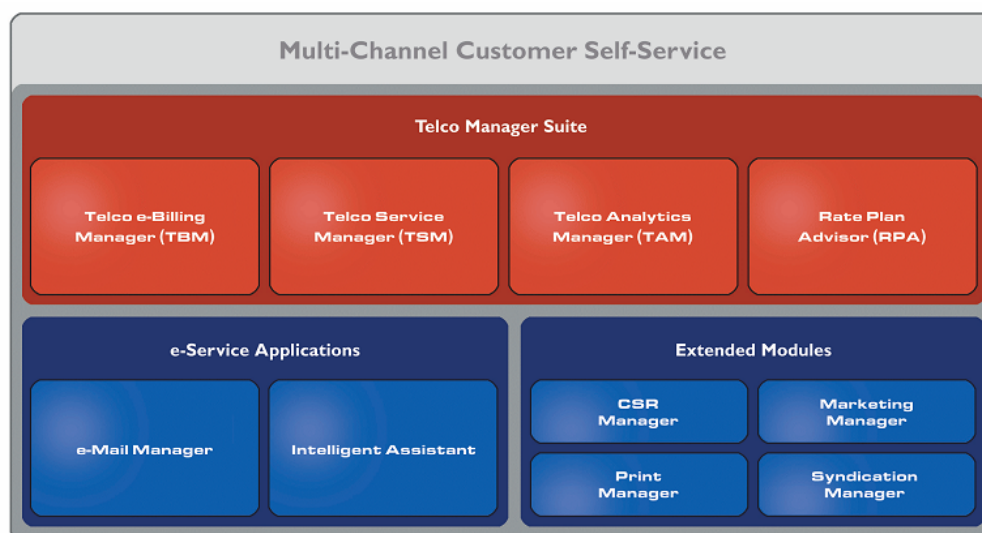 Multi-Channel Customer Self-Service
Telco Manager Suite
Telco e-Billing
Manager (TBM)
Telco Service
Manager (TSM)
Telco Analytics
Manager (TAM)
Rate Plan
Advisor (RPA)
e-Service Applications
e-Mail Manager
Intelligent Assistant
Extended Modules
CSR
Manager
Marketing
Manager
Print
Manager
Syndication
Manager